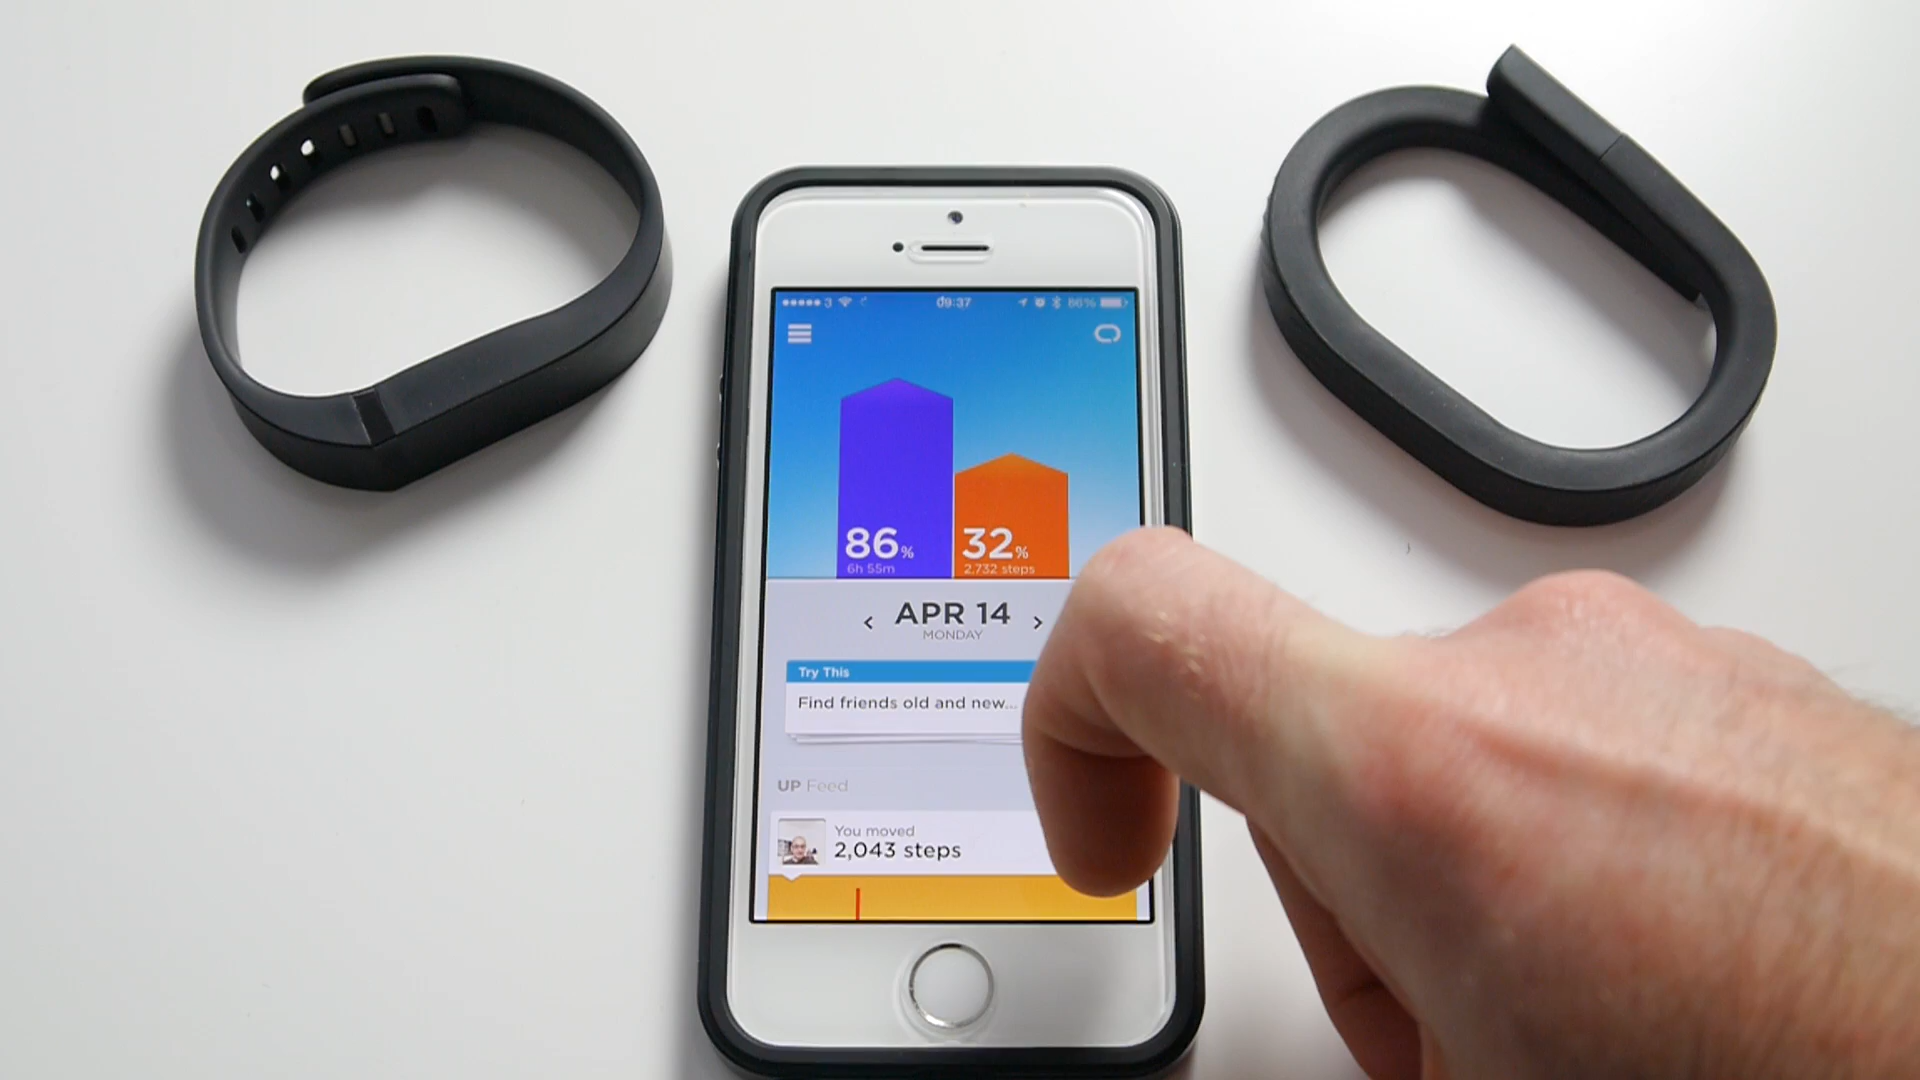 3 09:37 86%
86% 32%
6h 55m 2,732 steps
< APR 14 >
MONDAY
Try This
Find friends old and new...
UP Feed
You moved
2,043 steps